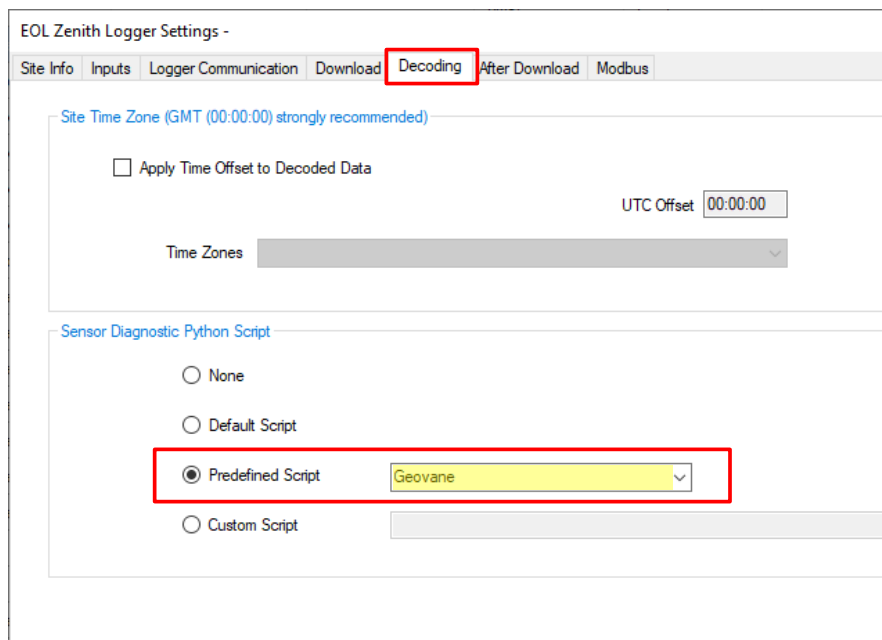 EOL Zenith Logger Settings -
Site Info Inputs Logger Communication Download Decoding After Download Modbus
Site Time Zone (GMT (00:00:00) strongly recommended)
Apply Time Offset to Decoded Data
UTC Offset 00:00:00
Time Zones
Sensor Diagnostic Python Script
None
Default Script
Predefined Script Geovane
Custom Script